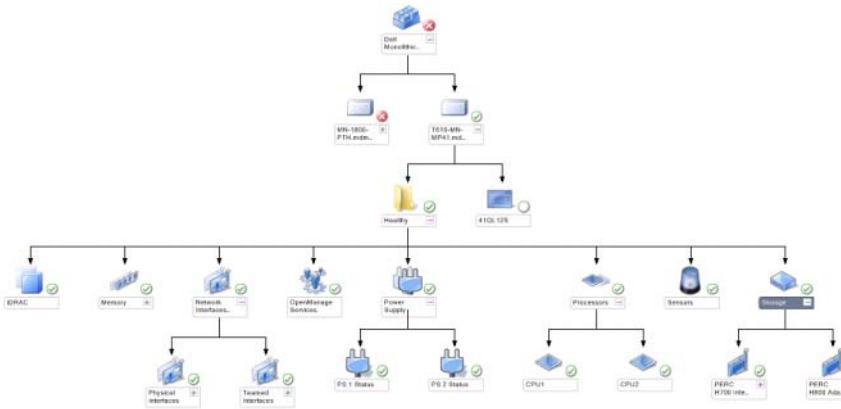 Dell
Monolithic..
MN-1800-
PTH.mdm..
T610-MN-
MP41.md..
Healthy
41QL12S
iDRAC
Memory
Network
Interfaces..
OpenManage
Services.
Power
Supply
Processors
Sensors
Storage
Physical
Interfaces
Teamed
Interfaces
PS 1 Status
PS 2 Status
CPU1
CPU2
PERC
H700 Inte..
PERC
H800 Ada..